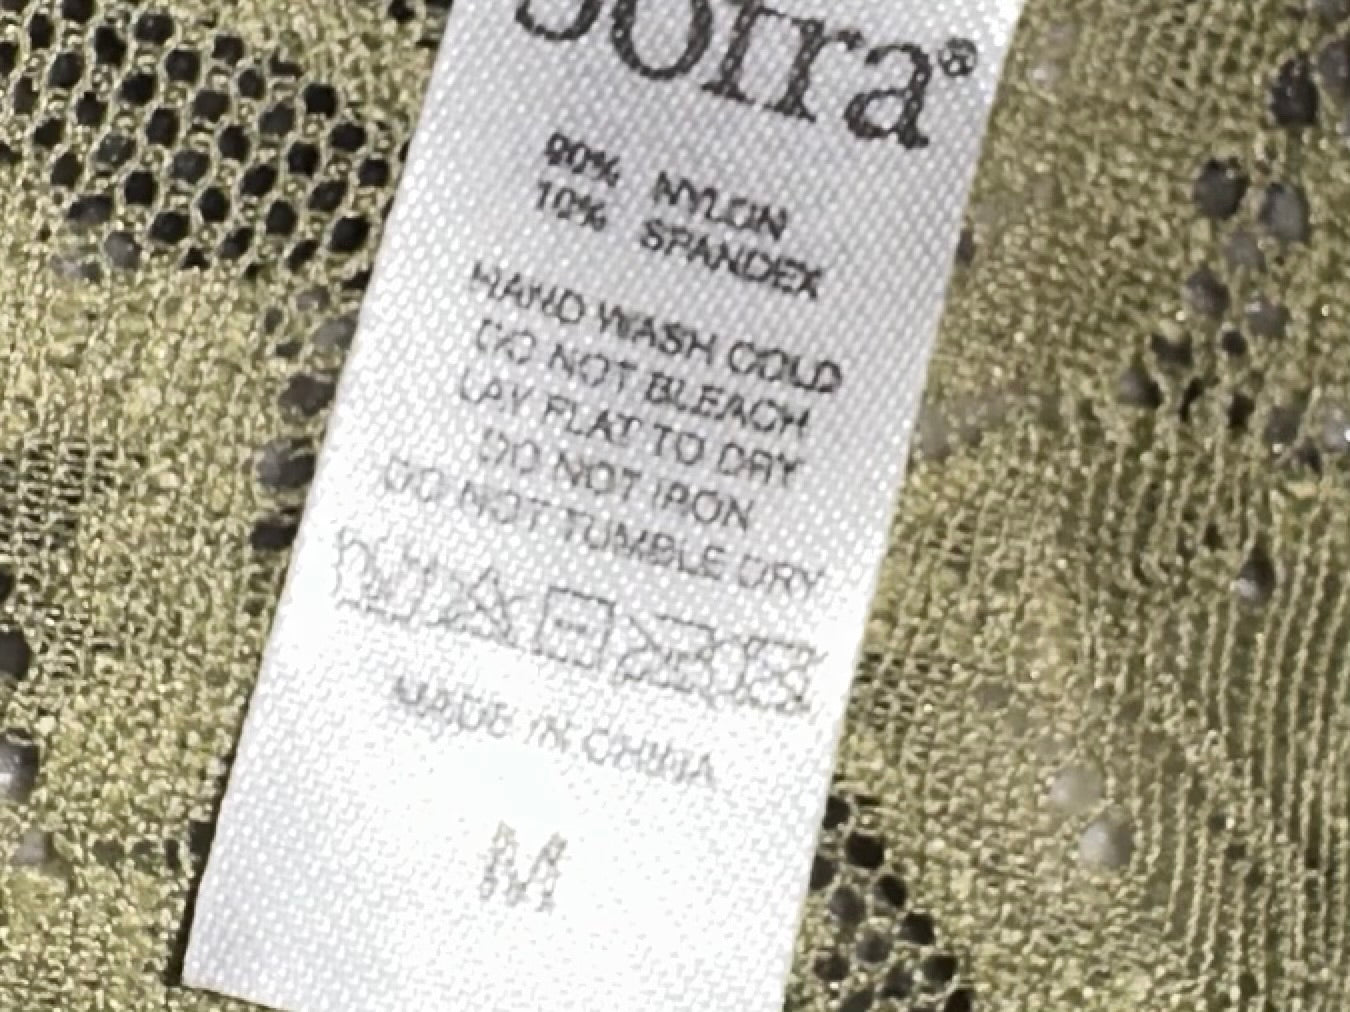 90% NYLON
10% SPANDEX
HAND WASH COLD
DO NOT BLEACH
LAY FLAT TO DRY
DO NOT IRON
DO NOT TUMBLE DRY
MADE IN CHINA
M